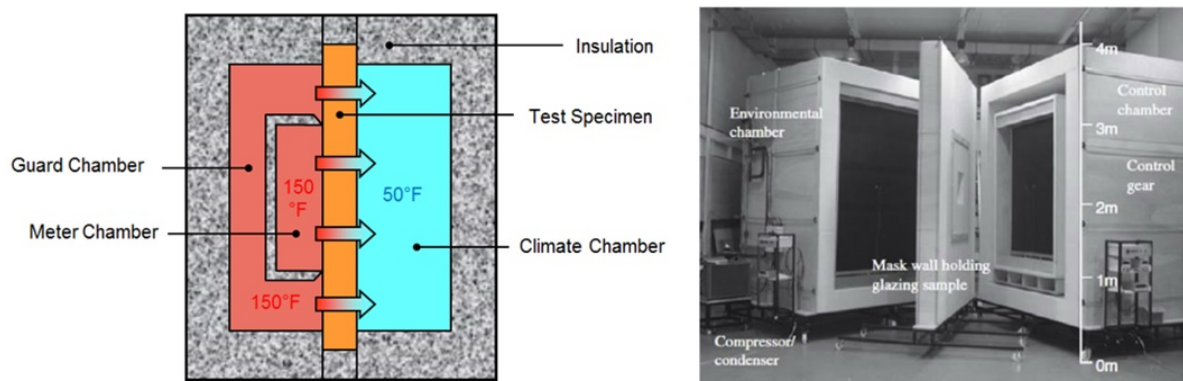 Insulation
Test Specimen
Guard Chamber
150
°F
50°F
Meter Chamber
Climate Chamber
150°F
4m
Control
chamber
Environmental
chamber
3m
Control
gear
2m
Mask wall holding
glazing sample
1m
Compressor/
condenser
0m